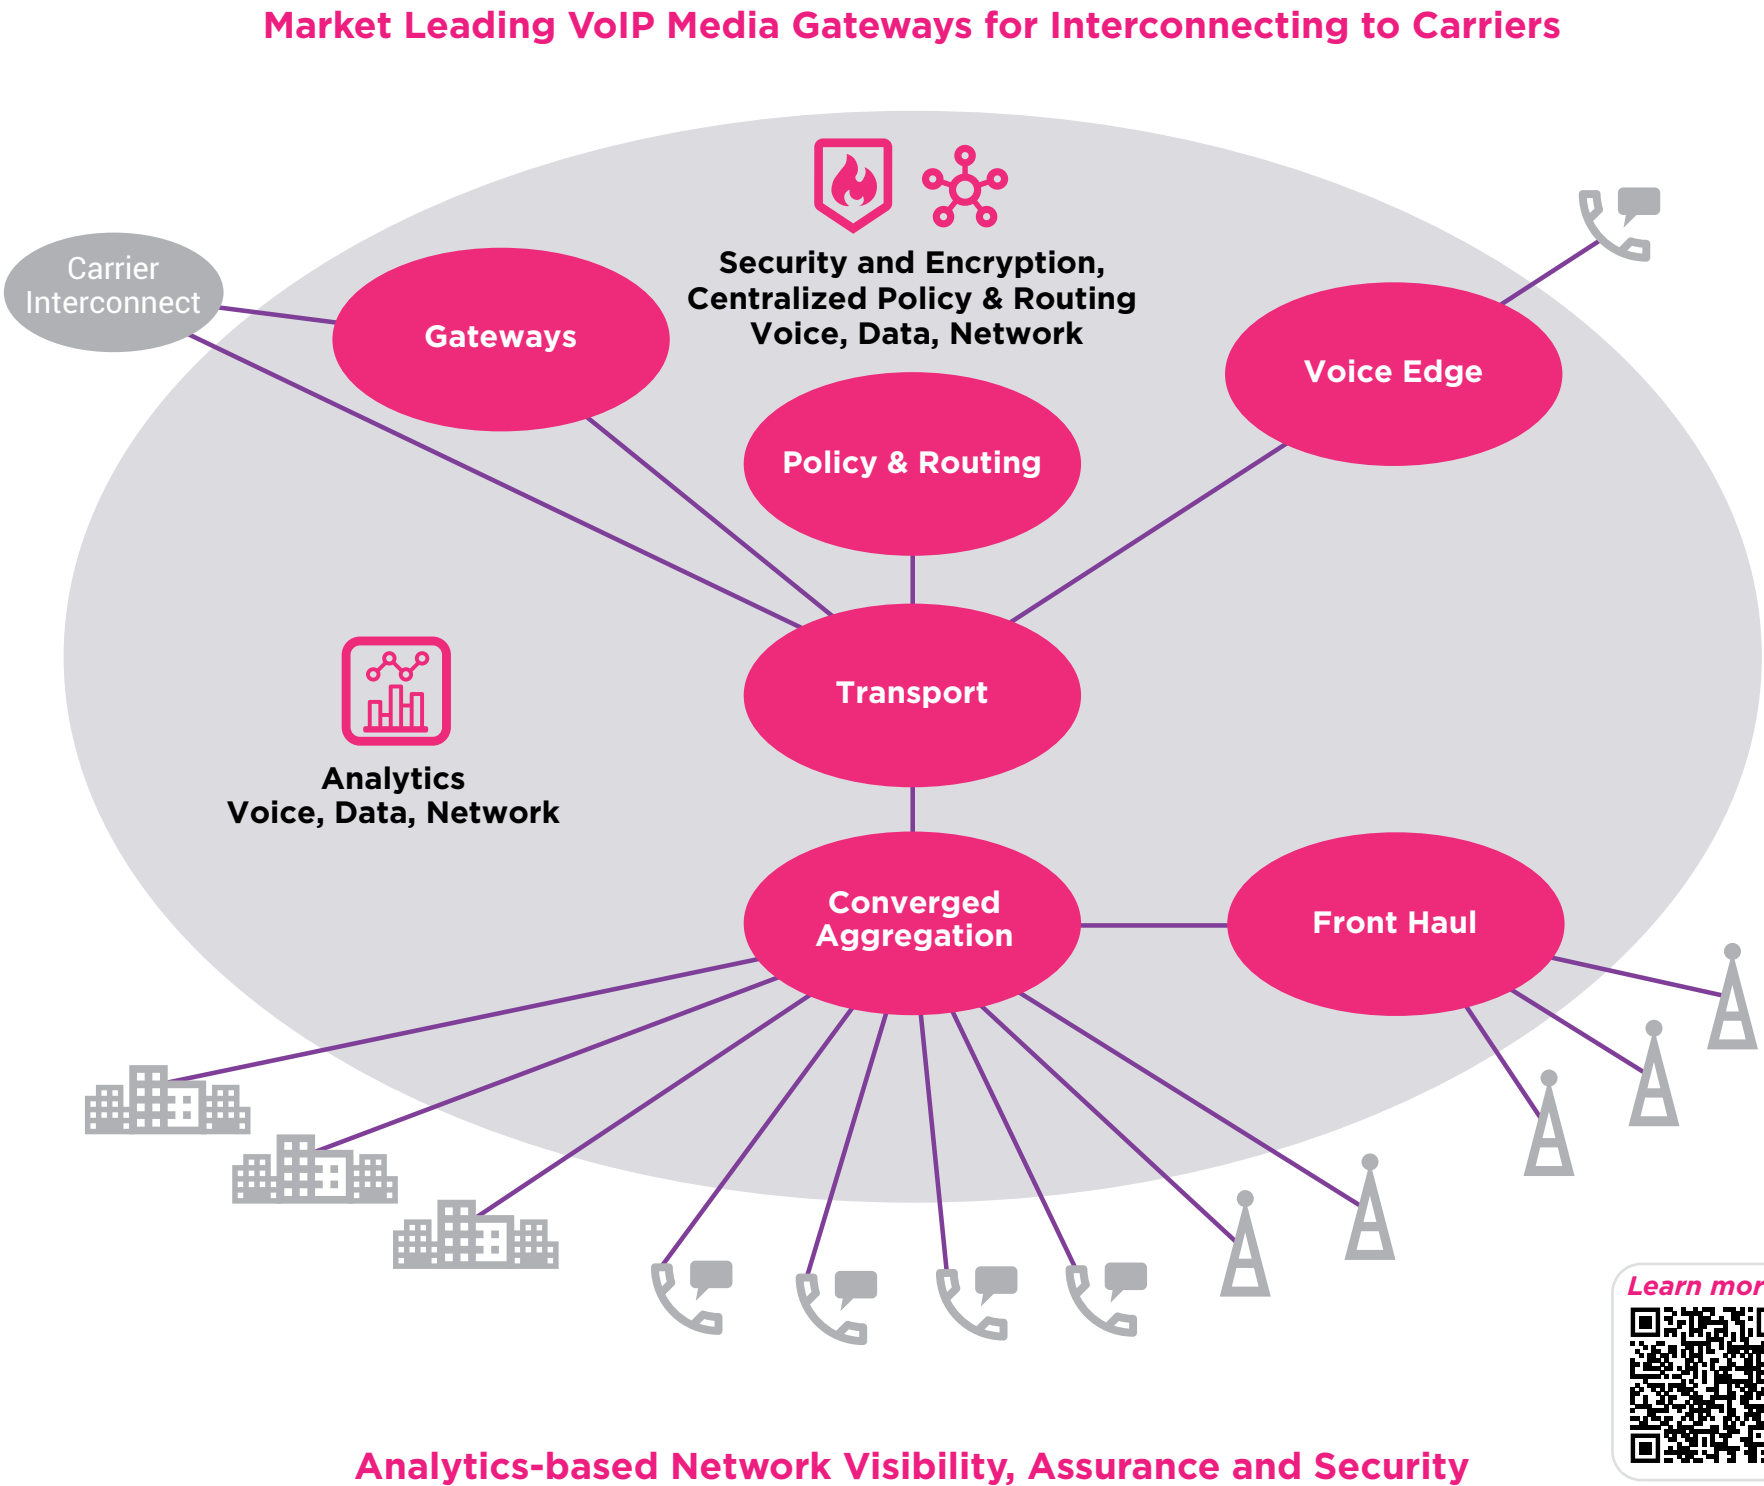 Market Leading VoIP Media Gateways for Interconnecting to Carriers
Carrier
Interconnect
Gateways
Security and Encryption,
Centralized Policy & Routing
Voice, Data, Network
Voice Edge
Policy & Routing
Transport
Analytics
Voice, Data, Network
Converged
Aggregation
Front Haul
Learn mor
Analytics-based Network Visibility, Assurance and Security